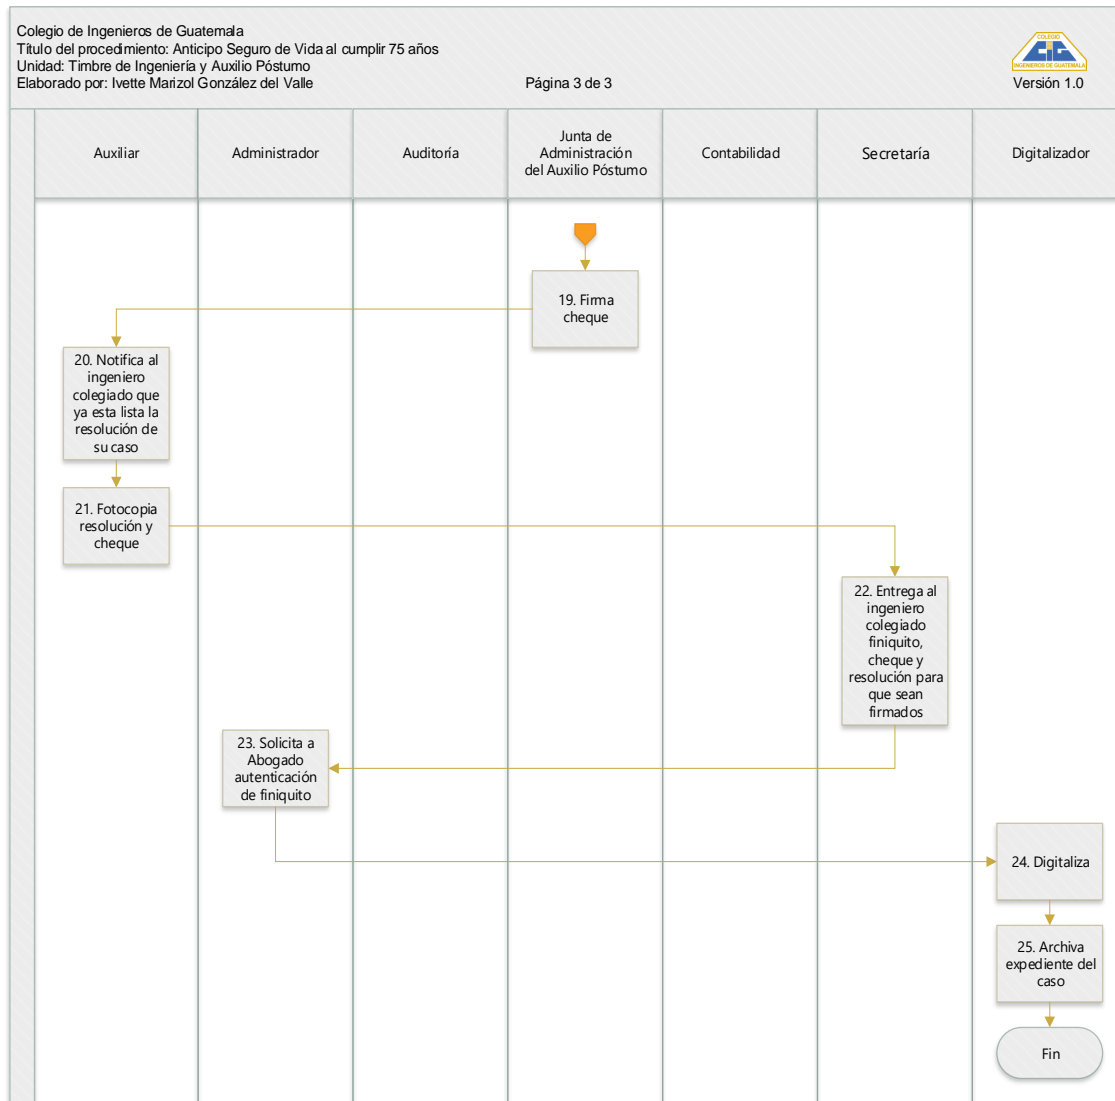 Colegio de Ingenieros de Guatemala
Título del procedimiento: Anticipo Seguro de Vida al cumplir 75 años
Unidad: Timbre de Ingeniería y Auxilio Póstumo
Elaborado por: Ivette Marizol González del Valle
Página 3 de 3
COLEGIO
CIG
INGENIEROS DE GUATEMALA
Versión 1.0
Auxiliar
Administrador
Auditoría
Junta de
Administración
del Auxilio Póstumo
Contabilidad
Secretaría
Digitalizador
19. Firma
cheque
20. Notifica al
ingeniero
colegiado que
ya esta lista la
resolución de
su caso
21. Fotocopia
resolución y
cheque
22. Entrega al
ingeniero
colegiado
finiquito,
cheque y
resolución para
que sean
firmados
23. Solicita a
Abogado
autenticación
de finiquito
24. Digitaliza
25. Archiva
expediente del
caso
Fin